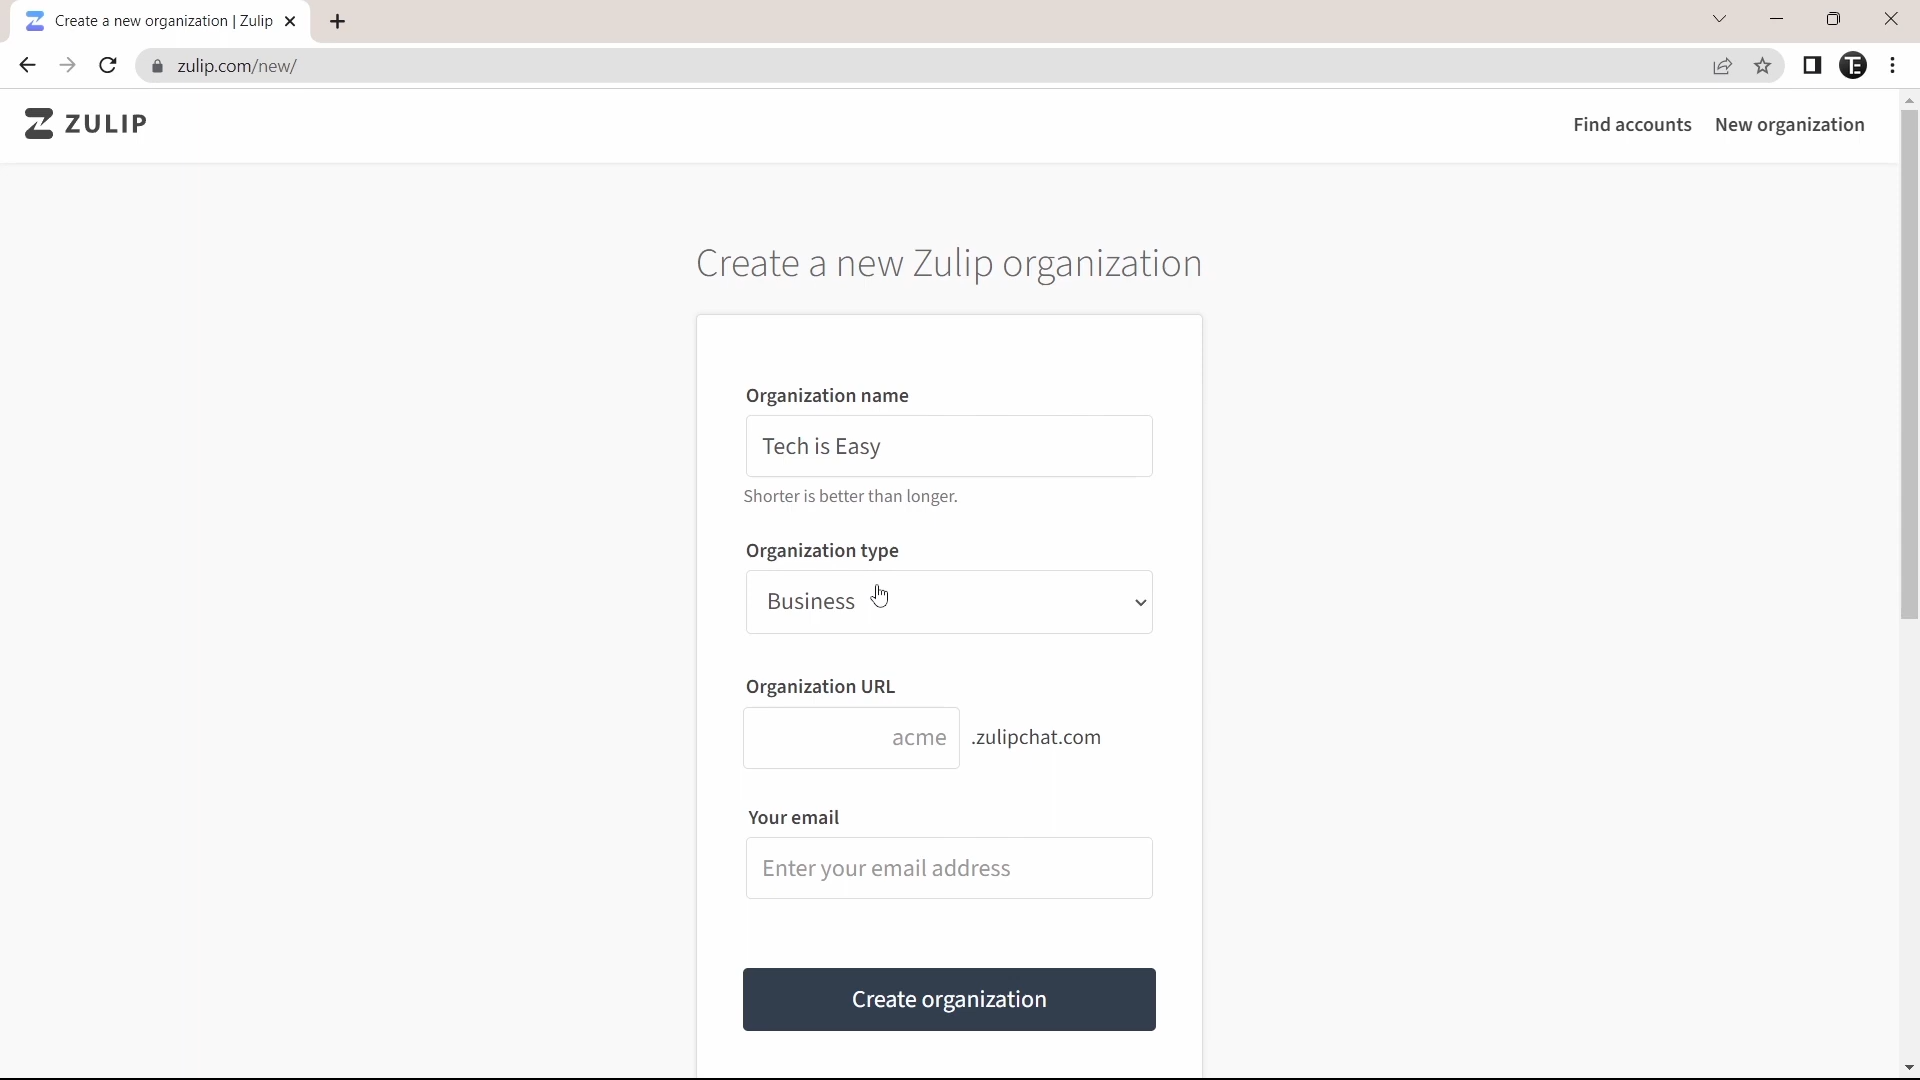 Create a new organization | Zulip
zulip.com/new/
TE
ZULIP
Find accounts New organization
Create a new Zulip organization
Organization name
Tech is Easy
Shorter is better than longer.
Organization type
Business
Organization URL
acme .zulipchat.com
Your email
Enter your email address
Create organization